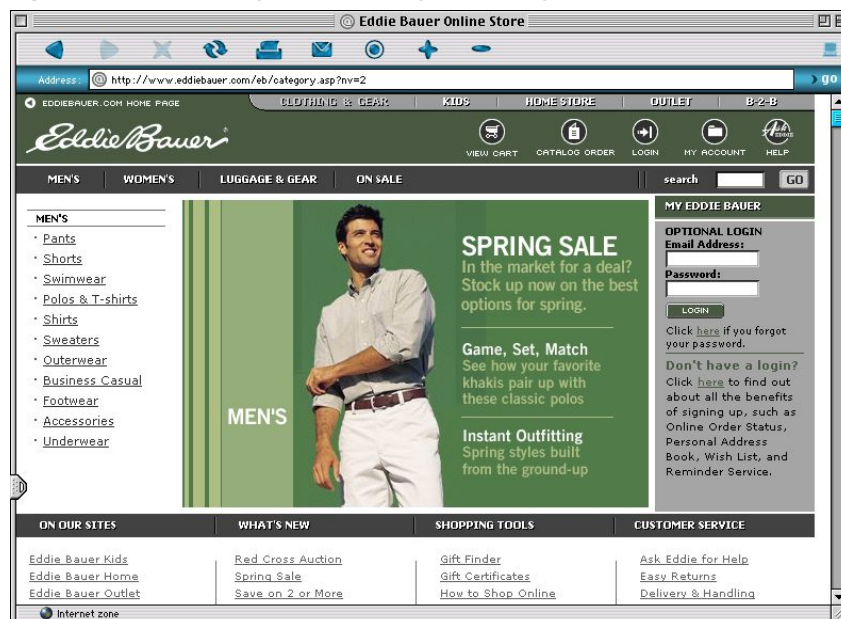 Eddie Bauer Online Store
Address: http://www.eddiebauer.com/eb/category.asp?nv=2 go
EDDIEBAUER.COM HOME PAGE CLOTHING & GEAR KIDS HOME STORE OUTLET B-2-B
Eddie Bauer
VIEW CART CATALOG ORDER LOGIN MY ACCOUNT HELP
MEN'S WOMEN'S LUGGAGE & GEAR ON SALE search GO
MEN'S
Pants
Shorts
Swimwear
Polos & T-shirts
Shirts
Sweaters
Outerwear
Business Casual
Footwear
Accessories
Underwear
MEN'S
SPRING SALE
In the market for a deal?
Stock up now on the best
options for spring.
Game, Set, Match
See how your favorite
khakis pair up with
these classic polos
Instant Outfitting
Spring styles built
from the ground-up
MY EDDIE BAUER
OPTIONAL LOGIN
Email Address:
Password:
LOGIN
Click here if you forgot
your password.
Don't have a login?
Click here to find out
about all the benefits
of signing up, such as
Online Order Status,
Personal Address
Book, Wish List, and
Reminder Service.
ON OUR SITES WHAT'S NEW SHOPPING TOOLS CUSTOMER SERVICE
Eddie Bauer Kids Red Cross Auction Gift Finder Ask Eddie for Help
Eddie Bauer Home Spring Sale Gift Certificates Easy Returns
Eddie Bauer Outlet Save on 2 or More How to Shop Online Delivery & Handling
Internet zone